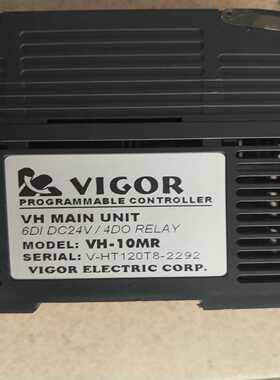 VIGOR
PROGRAMMABLE CONTROLLER
VH MAIN UNIT
6DI DC24V / 4DO RELAY
MODEL: VH-10MR
SERIAL: V-HT120T8-2292
VIGOR ELECTRIC CORP.